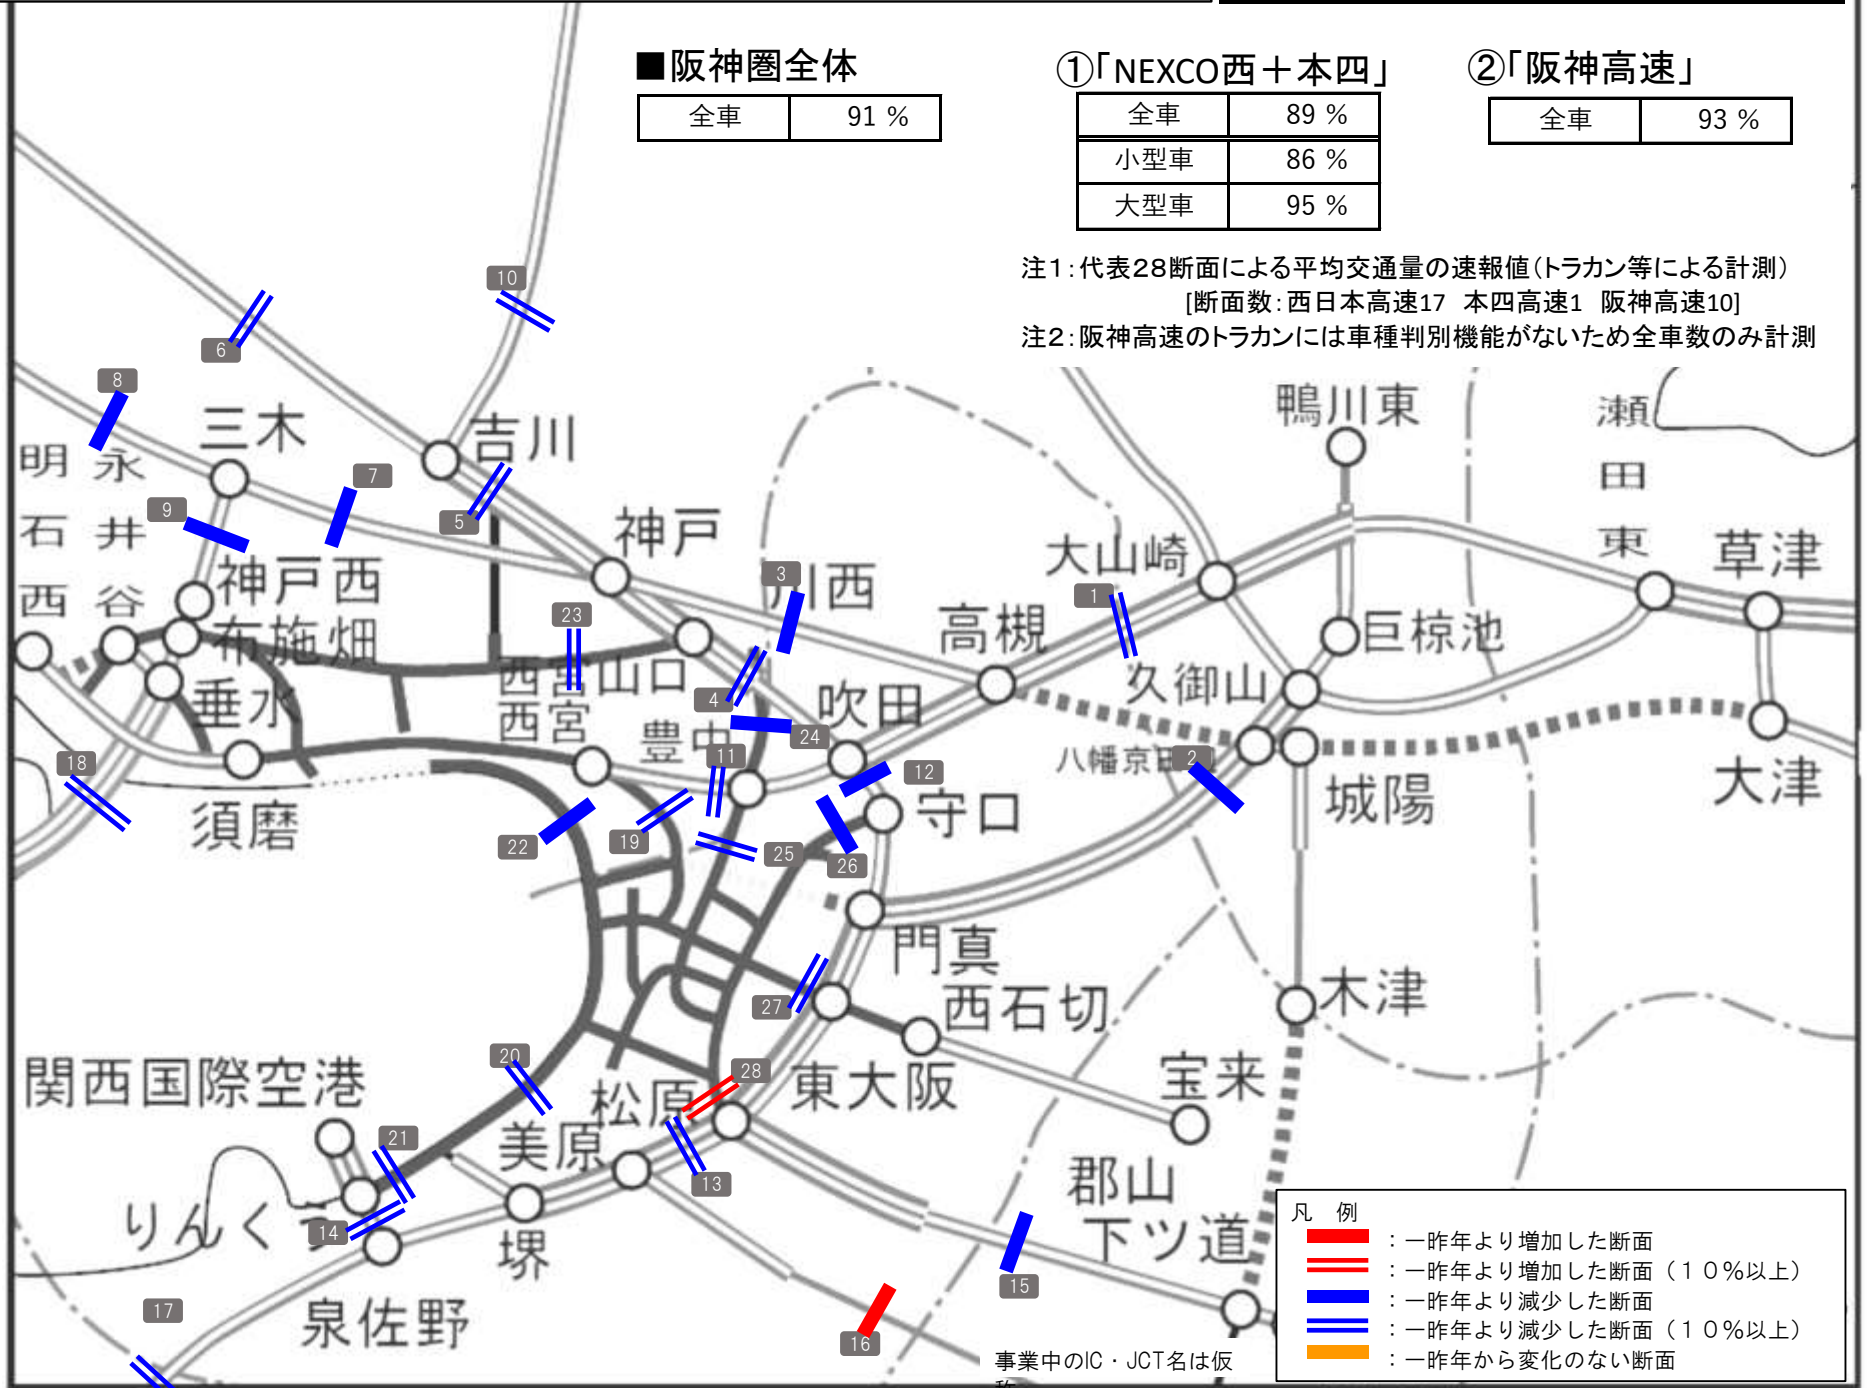 ■阪神圏全体
全車 91 %
①「NEXCO西＋本四」
全車 89 %
小型車 86 %
大型車 95 %
②「阪神高速」
全車 93 %
注１：代表２８断面による平均交通量の速報値（トラカン等による計測）
［断面数：西日本高速17 本四高速1 阪神高速10］
注２：阪神高速のトラカンには車種判別機能がないため全車数のみ計測
10
6
8
三木
吉川
鴨川東
瀬田東
明石西
永井谷
7
9
5
神戸
神戸西
3
川西
大山崎
1
草津
布施畑
23
西宮山口
高槻
巨椋池
久御山
垂水
西宮
4
24
吹田
豊中
11
12
八幡京田辺
2
大津
18
須磨
22
19
25
26
守口
城陽
門真
27
西石切
木津
20
28
東大阪
宝来
関西国際空港
松原
美原
21
13
りんくう
14
堺
郡山下ツ道
15
17
泉佐野
16
事業中のIC・JCT名は仮
称
凡 例
：一昨年より増加した断面
：一昨年より増加した断面（１０％以上）
：一昨年より減少した断面
：一昨年より減少した断面（１０％以上）
：一昨年から変化のない断面